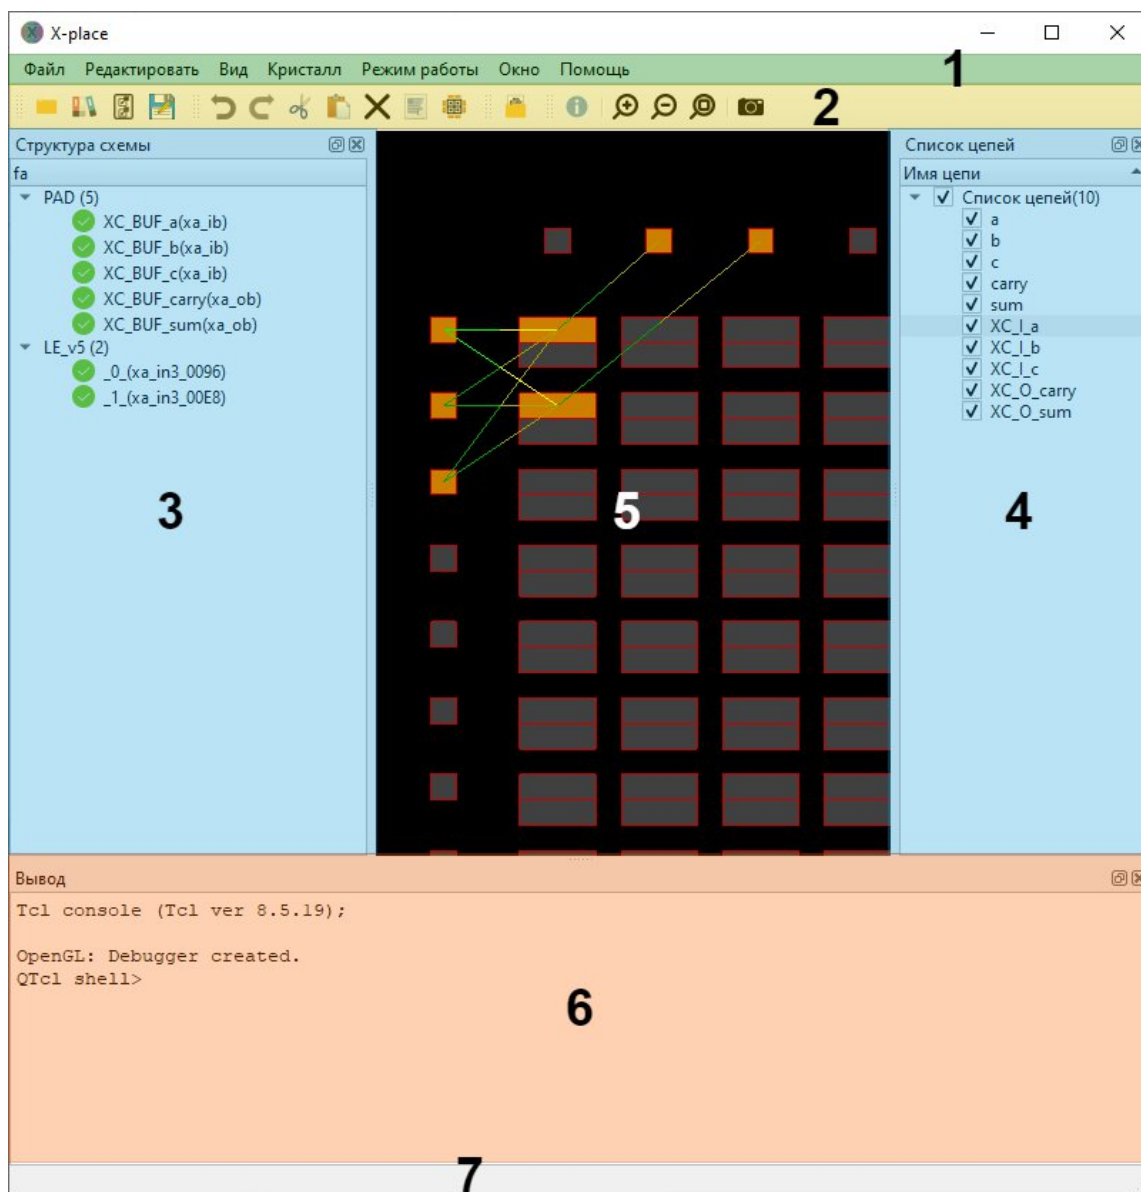 X-place
Файл Редактировать Вид Кристалл Режим работы Окно Помощь
1
2
Структура схемы
fa
PAD (5)
XC_BUF_a(xa_ib)
XC_BUF_b(xa_ib)
XC_BUF_c(xa_ib)
XC_BUF_carry(xa_ob)
XC_BUF_sum(xa_ob)
LE_v5 (2)
_0_(xa_in3_0096)
_1_(xa_in3_00E8)
3
5
Список цепей
Имя цепи
Список цепей(10)
a
b
c
carry
sum
XC_I_a
XC_I_b
XC_I_c
XC_O_carry
XC_O_sum
4
Вывод
Tcl console (Tcl ver 8.5.19);
OpenGL: Debugger created.
QTcl shell>
6
7